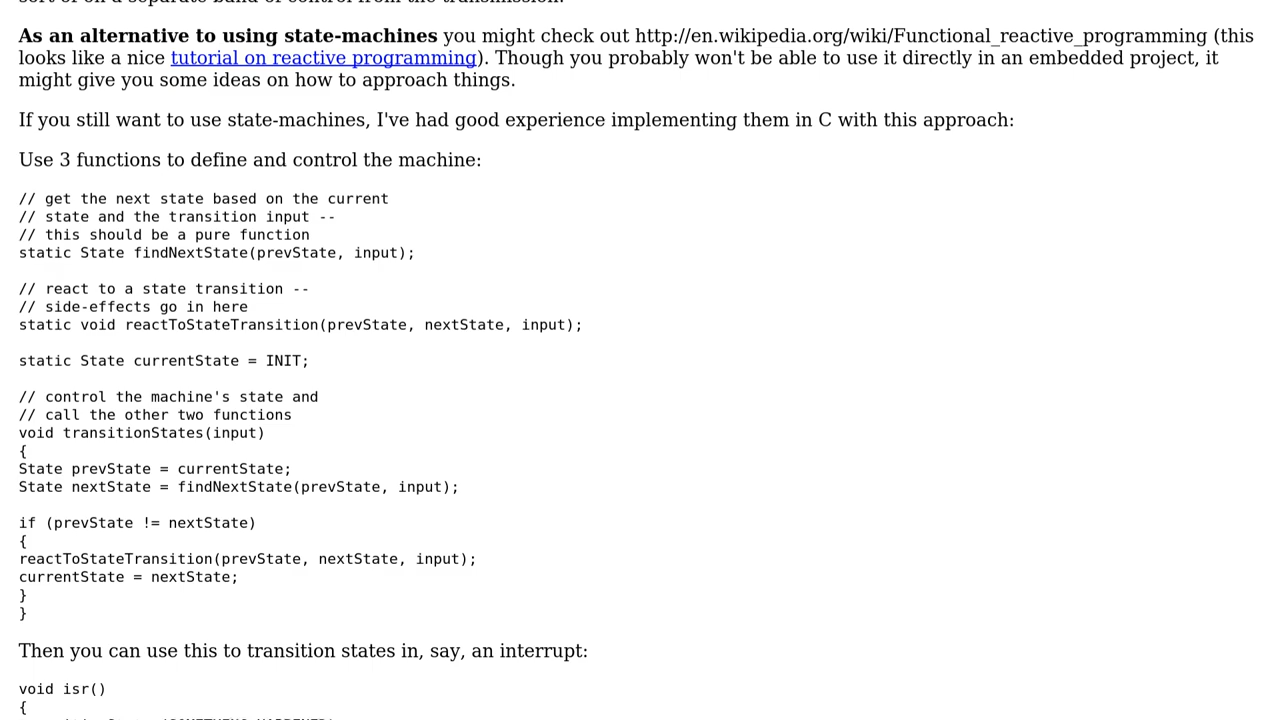 As an alternative to using state-machines you might check out http://en.wikipedia.org/wiki/Functional_reactive_programming (this
looks like a nice tutorial on reactive programming). Though you probably won't be able to use it directly in an embedded project, it
might give you some ideas on how to approach things.
If you still want to use state-machines, I've had good experience implementing them in C with this approach:
Use 3 functions to define and control the machine:
// get the next state based on the current
// state and the transition input --
// this should be a pure function
static State findNextState(prevState, input);
// react to a state transition --
// side-effects go in here
static void reactToStateTransition(prevState, nextState, input);
static State currentState = INIT;
// control the machine's state and
// call the other two functions
void transitionStates(input)
{
State prevState = currentState;
State nextState = findNextState(prevState, input);
if (prevState != nextState)
{
reactToStateTransition(prevState, nextState, input);
currentState = nextState;
}
}
Then you can use this to transition states in, say, an interrupt:
void isr()
{